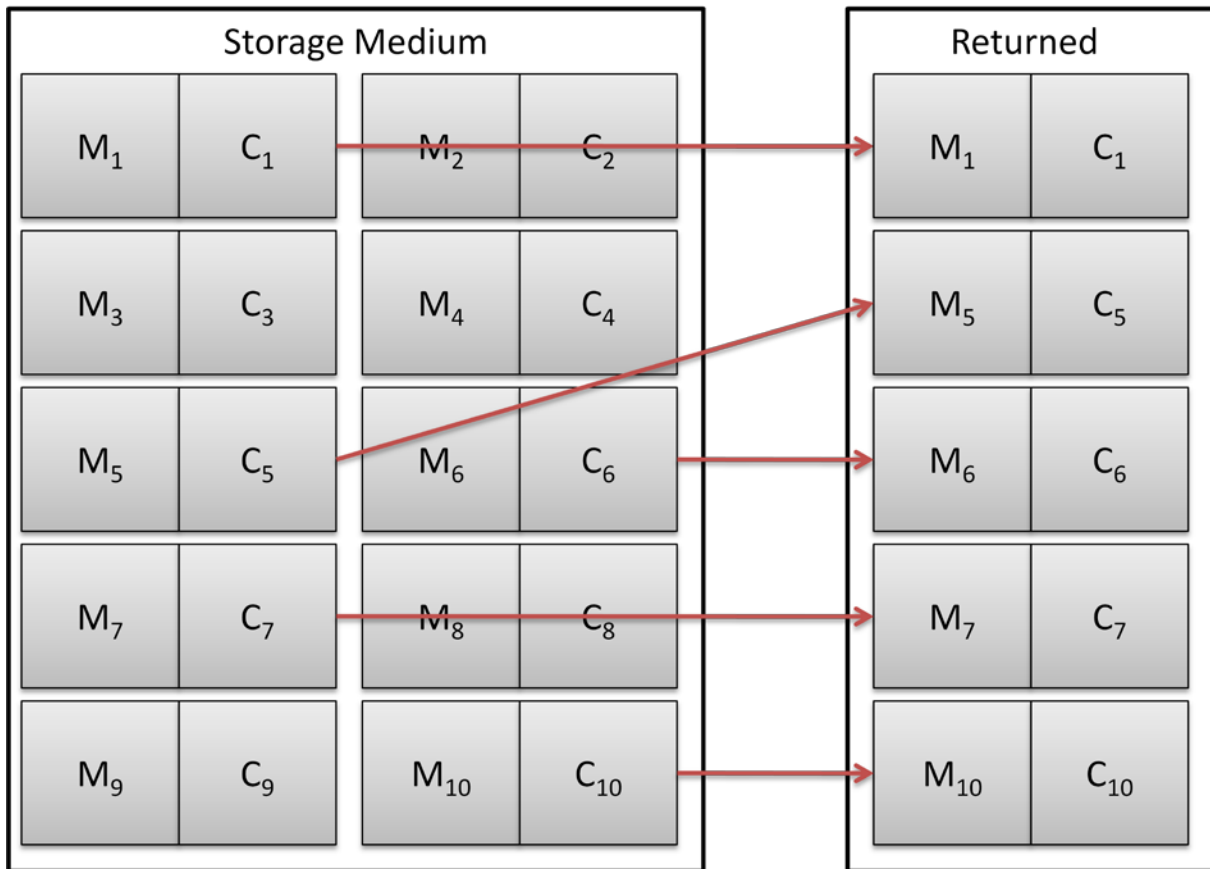 Storage Medium Returned
M₁ C₁ M₂ C₂ M₁ C₁
M₃ C₃ M₄ C₄ M₅ C₅
M₅ C₅ M₆ C₆ M₆ C₆
M₇ C₇ M₈ C₈ M₇ C₇
M₉ C₉ M₁₀ C₁₀ M₁₀ C₁₀